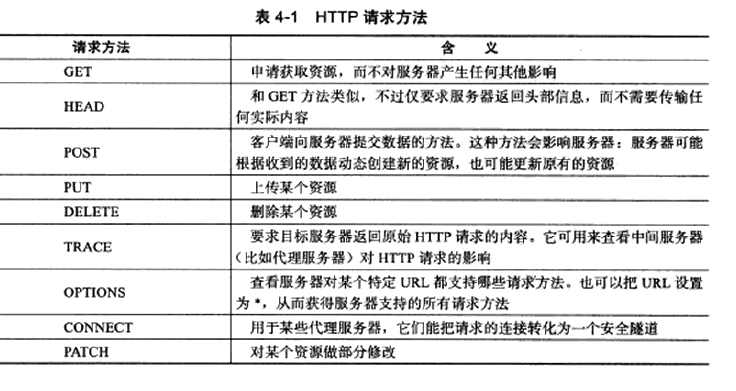 表 4-1 HTTP 请求方法
请求方法 含 义
GET 申请获取资源，而不对服务器产生任何其他影响
HEAD 和 GET 方法类似，不过仅要求服务器返回头部信息，而不需要传输任
何实际内容
POST 客户端向服务器提交数据的方法。这种方法会影响服务器：服务器可能
根据收到的数据动态创建新的资源，也可能更新原有的资源
PUT 上传某个资源
DELETE 删除某个资源
TRACE 要求目标服务器返回原始 HTTP 请求的内容。它可用来查看中间服务器
（比如代理服务器）对 HTTP 请求的影响
OPTIONS 查看服务器对某个特定 URL 都支持哪些请求方法。也可以把 URL 设置
为 *，从而获得服务器支持的所有请求方法
CONNECT 用于某些代理服务器，它们能把请求的连接转化为一个安全隧道
PATCH 对某个资源做部分修改